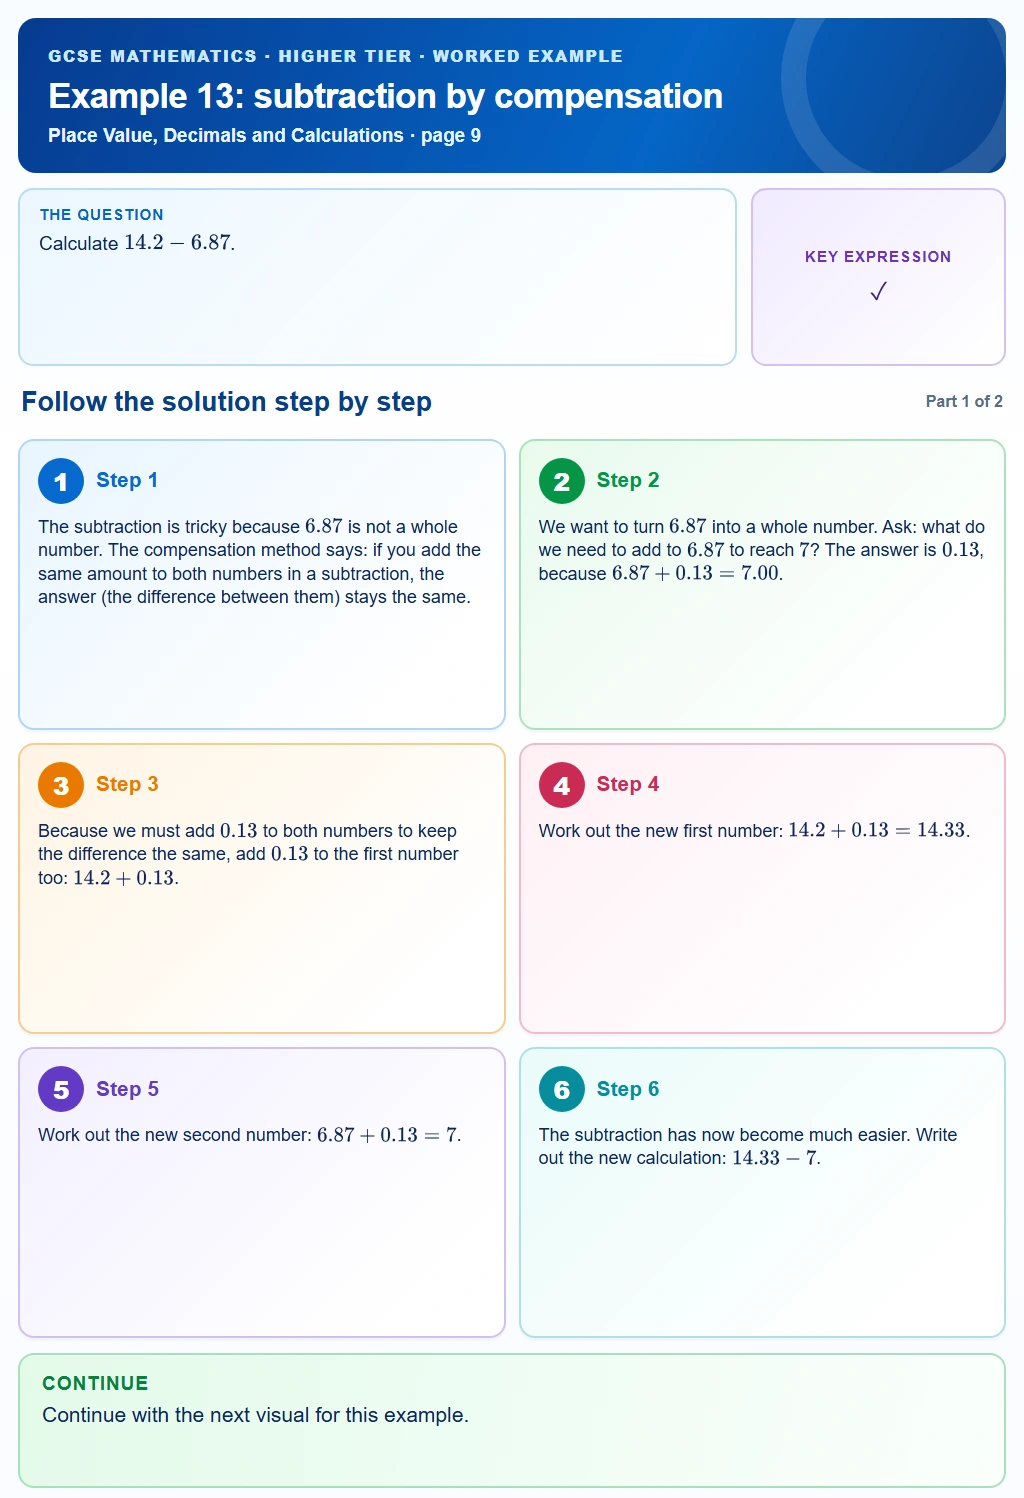 GCSE MATHEMATICS · HIGHER TIER · WORKED EXAMPLE
Example 13: subtraction by compensation
Place Value, Decimals and Calculations · page 9
THE QUESTION
Calculate 14.2 − 6.87.
KEY EXPRESSION
✓
Follow the solution step by step
Part 1 of 2
1 Step 1
The subtraction is tricky because 6.87 is not a whole
number. The compensation method says: if you add the
same amount to both numbers in a subtraction, the
answer (the difference between them) stays the same.
2 Step 2
We want to turn 6.87 into a whole number. Ask: what do
we need to add to 6.87 to reach 7? The answer is 0.13,
because 6.87 + 0.13 = 7.00.
3 Step 3
Because we must add 0.13 to both numbers to keep
the difference the same, add 0.13 to the first number
too: 14.2 + 0.13.
4 Step 4
Work out the new first number: 14.2 + 0.13 = 14.33.
5 Step 5
Work out the new second number: 6.87 + 0.13 = 7.
6 Step 6
The subtraction has now become much easier. Write
out the new calculation: 14.33 − 7.
CONTINUE
Continue with the next visual for this example.